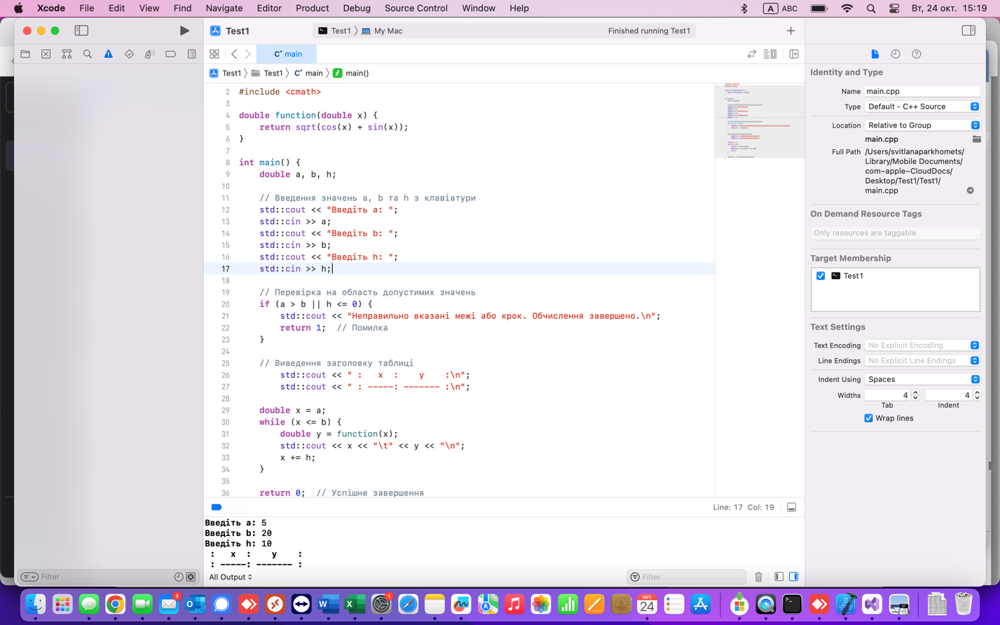 Xcode File Edit View Find Navigate Editor Product Debug Source Control Window Help A ABC Вт, 24 окт. 15:19
Test1 Test1 My Mac Finished running Test1
C⁺ main
Test1 Test1 C⁺ main f main()
2 #include <cmath>
3
4 double function(double x) {
5 return sqrt(cos(x) + sin(x));
6 }
7
8 int main() {
9 double a, b, h;
10
11 // Введення значень a, b та h з клавіатури
12 std::cout << "Введіть a: ";
13 std::cin >> a;
14 std::cout << "Введіть b: ";
15 std::cin >> b;
16 std::cout << "Введіть h: ";
17 std::cin >> h;
18
19 // Перевірка на область допустимих значень
20 if (a > b || h <= 0) {
21 std::cout << "Неправильно вказані межі або крок. Обчислення завершено.\n";
22 return 1; // Помилка
23 }
24
25 // Виведення заголовку таблиці
26 std::cout << " : x : y :\n";
27 std::cout << " : -----: ------- :\n";
28
29 double x = a;
30 while (x <= b) {
31 double y = function(x);
32 std::cout << x << "\t" << y << "\n";
33 x += h;
34 }
35
36 return 0; // Успішне завершення
Line: 17 Col: 19
Введіть a: 5
Введіть b: 20
Введіть h: 10
: x : y :
: -----: ------- :
Filter
All Output
Filter
Identity and Type
Name main.cpp
Type Default - C++ Source
Location Relative to Group
main.cpp
Full Path /Users/svitlanaparkhomets/
Library/Mobile Documents/
com~apple~CloudDocs/
Desktop/Test1/Test1/
main.cpp
On Demand Resource Tags
Only resources are taggable
Target Membership
Test1
Text Settings
Text Encoding No Explicit Encoding
Line Endings No Explicit Line Endings
Indent Using Spaces
Widths 4 4
Tab Indent
Wrap lines
3
1
ОКТ.
24